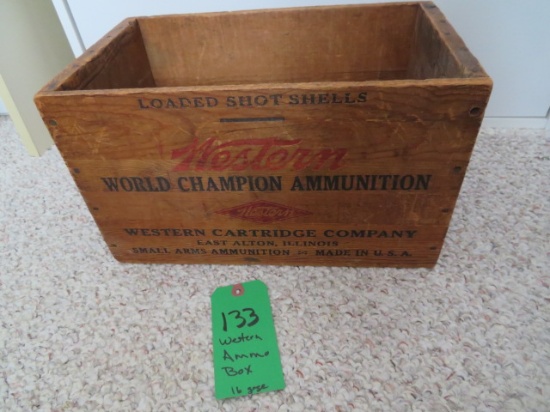 LOADED SHOT SHELLS
Western
WORLD CHAMPION AMMUNITION
Western
WESTERN CARTRIDGE COMPANY
EAST ALTON, ILLINOIS
SMALL ARMS AMMUNITION MADE IN U.S.A.
133
Western
Ammo
Box
16 gage